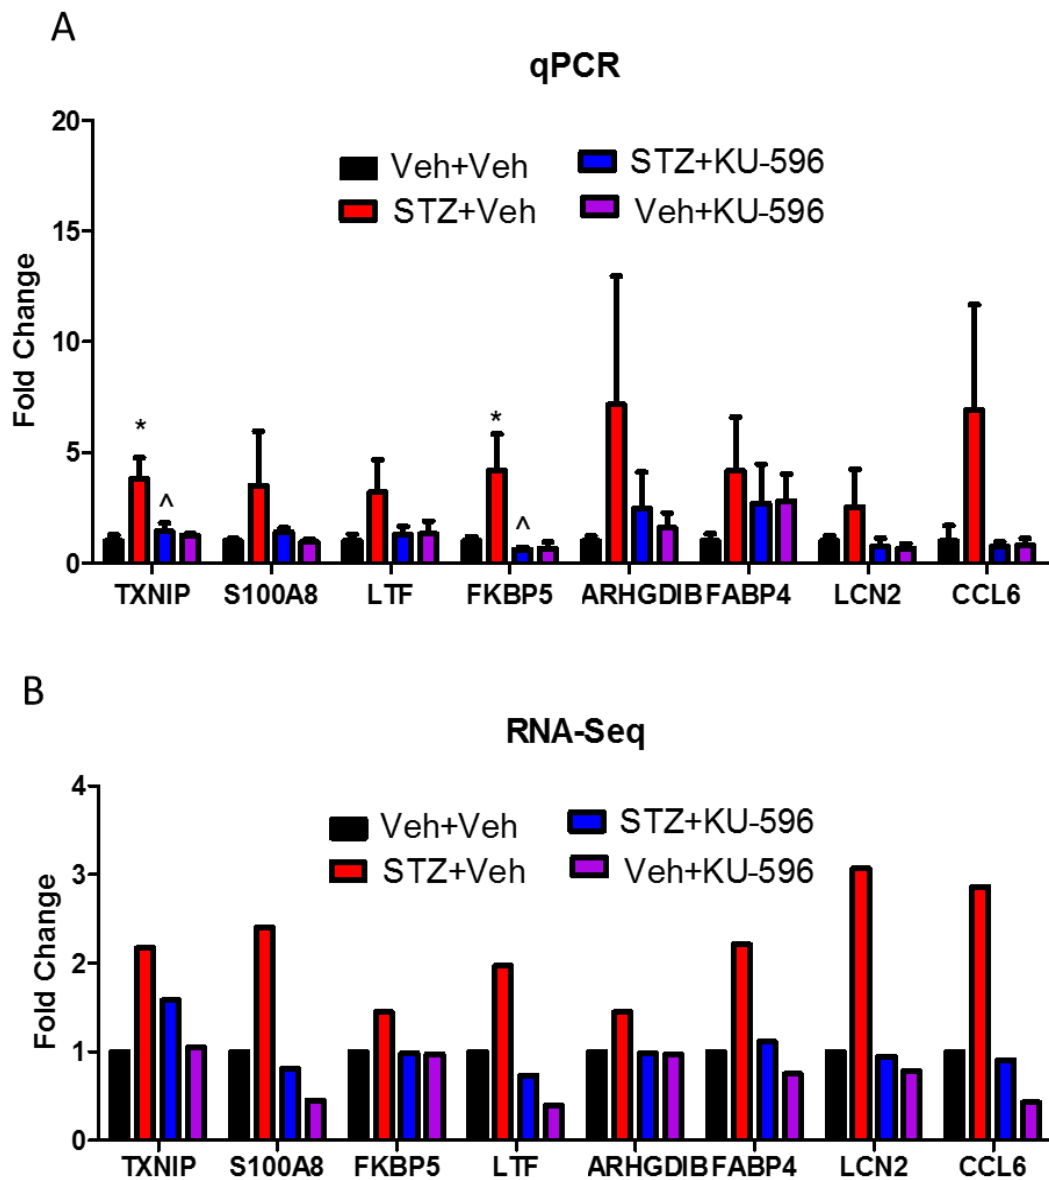 A
qPCR
20
15
10
5
0
Fold Change
Veh+Veh
STZ+KU-596
STZ+Veh
Veh+KU-596
*
^
*
^
TXNIP S100A8 LTF FKBP5 ARHGDIB FABP4 LCN2 CCL6
B
RNA-Seq
4
3
2
1
0
Fold Change
Veh+Veh
STZ+KU-596
STZ+Veh
Veh+KU-596
TXNIP S100A8 FKBP5 LTF ARHGDIB FABP4 LCN2 CCL6